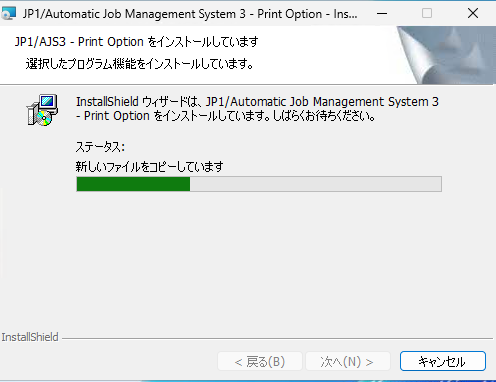 JP1/Automatic Job Management System 3 - Print Option - Ins...
JP1/AJS3 - Print Option をインストールしています
選択したプログラム機能をインストールしています。
InstallShield ウィザードは、JP1/Automatic Job Management System 3
- Print Option をインストールしています。しばらくお待ちください。
ステータス:
新しいファイルをコピーしています
InstallShield
< 戻る(B)
次へ(N) >
キャンセル